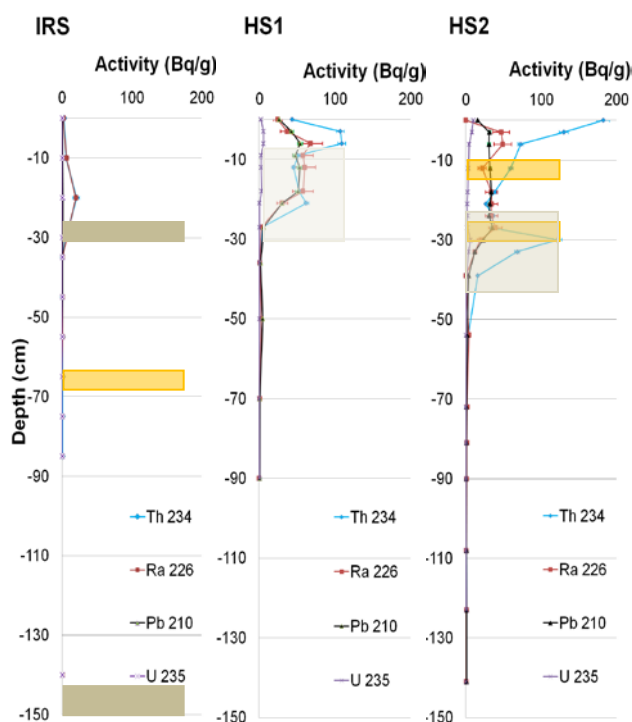 IRS HS1 HS2
Activity (Bq/g) Activity (Bq/g) Activity (Bq/g)
0 100 200 0 100 200 0 100 200
-10 -10 -10
-30 -30 -30
-50 -50 -50
Depth (cm)
-70 -70 -70
-90 -90 -90
Th 234 Th 234 Th 234
-110 -110 -110
Ra 226 Ra 226 Ra 226
Pb 210 Pb 210 Pb 210
-130 -130 -130
U 235 U 235 U 235
-150 -150 -150